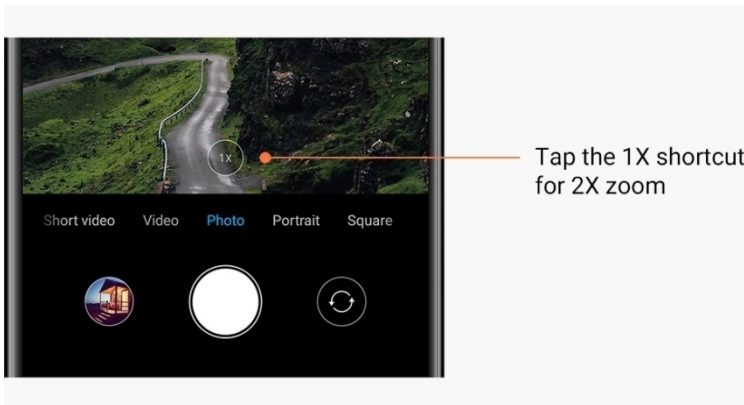 1X
Tap the 1X shortcut
for 2X zoom
Short video Video Photo Portrait Square